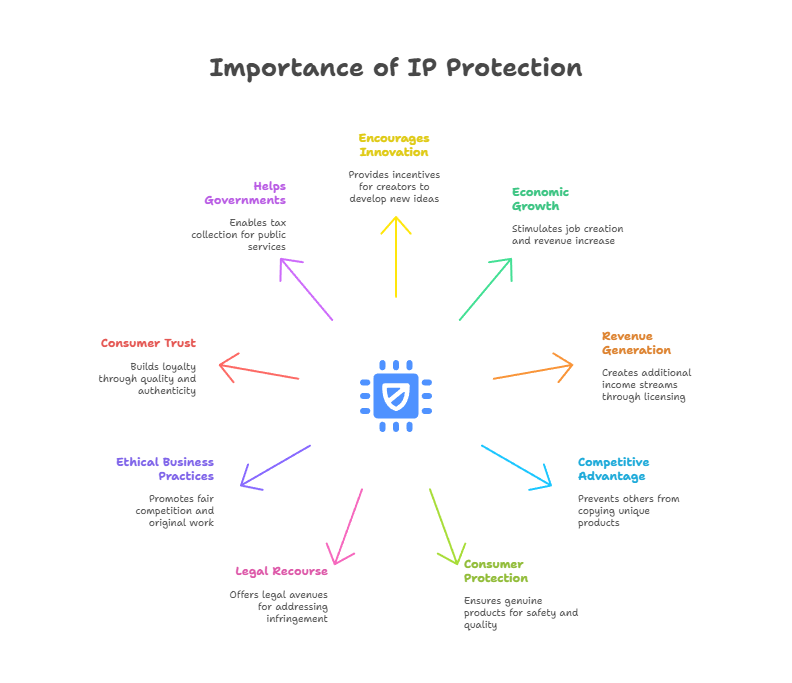 Importance of IP Protection
Encourages
Innovation
Provides incentives
for creators to
develop new ideas
Economic
Growth
Stimulates job creation
and revenue increase
Revenue
Generation
Creates additional
income streams
through licensing
Competitive
Advantage
Prevents others from
copying unique
products
Consumer
Protection
Ensures genuine
products for safety and
quality
Legal Recourse
Offers legal avenues
for addressing
infringement
Ethical Business
Practices
Promotes fair
competition and
original work
Consumer Trust
Builds loyalty
through quality and
authenticity
Helps
Governments
Enables tax
collection for public
services